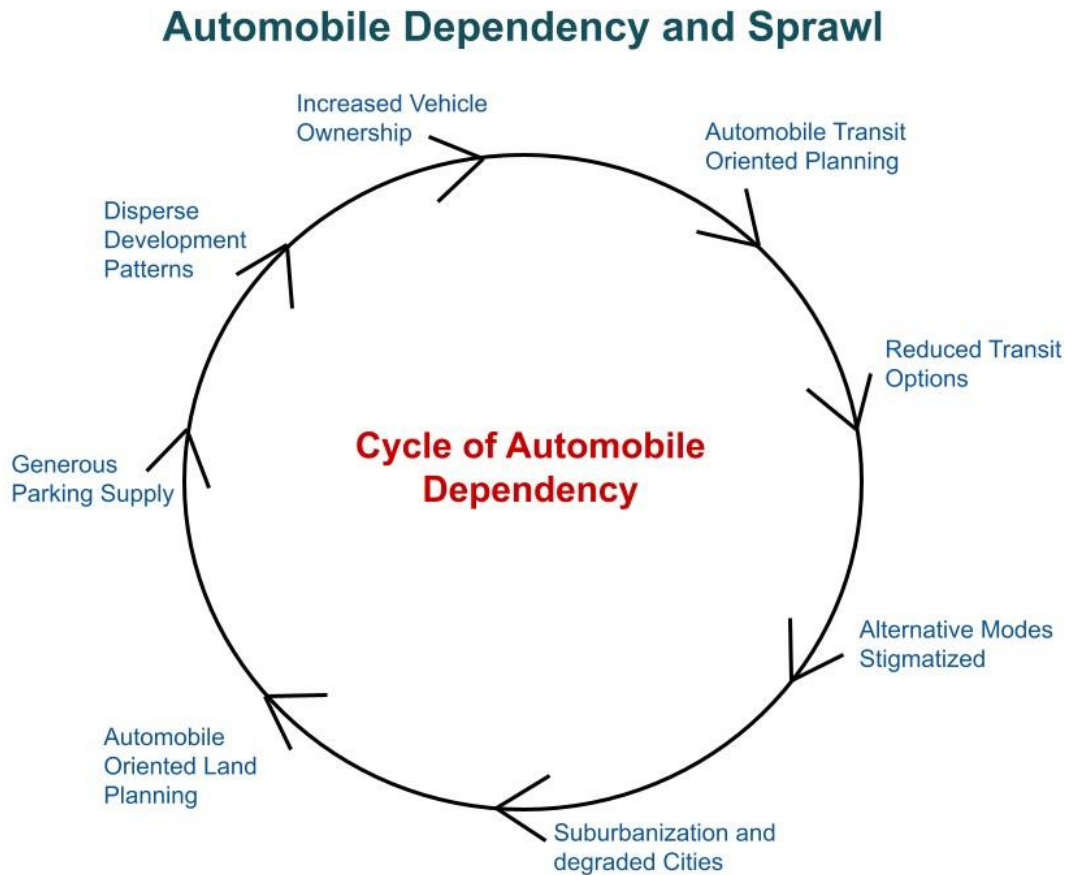 Automobile Dependency and Sprawl
Increased Vehicle
Ownership
Automobile Transit
Oriented Planning
Reduced Transit
Options
Alternative Modes
Stigmatized
Suburbanization and
degraded Cities
Automobile
Oriented Land
Planning
Generous
Parking Supply
Disperse
Development
Patterns
Cycle of Automobile
Dependency